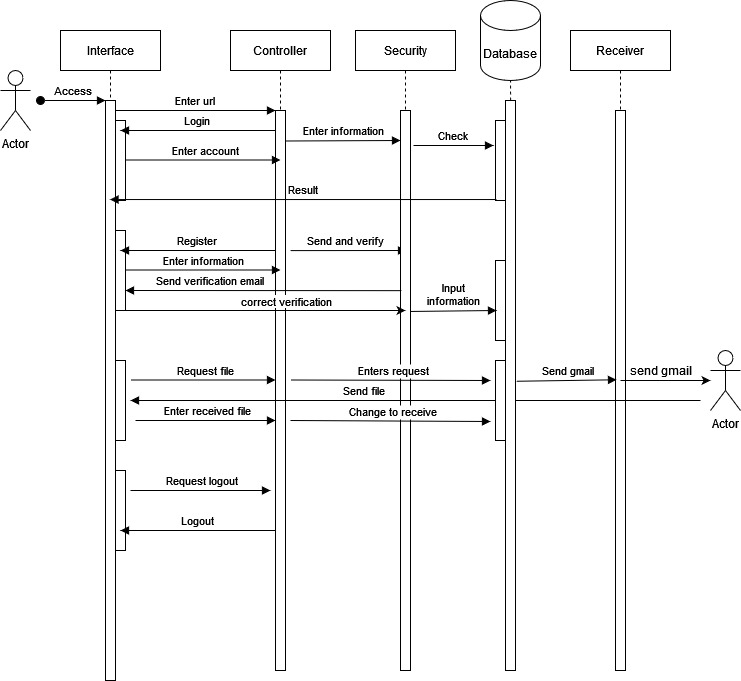 Interface
Controller
Security
Database
Receiver
Access
Enter url
Actor
Login
Enter information
Check
Enter account
Result
Register
Send and verify
Enter information
Send verification email
Input
information
correct verification
Request file
Enters request
Send gmail
send gmail
Send file
Enter received file
Change to receive
Actor
Request logout
Logout